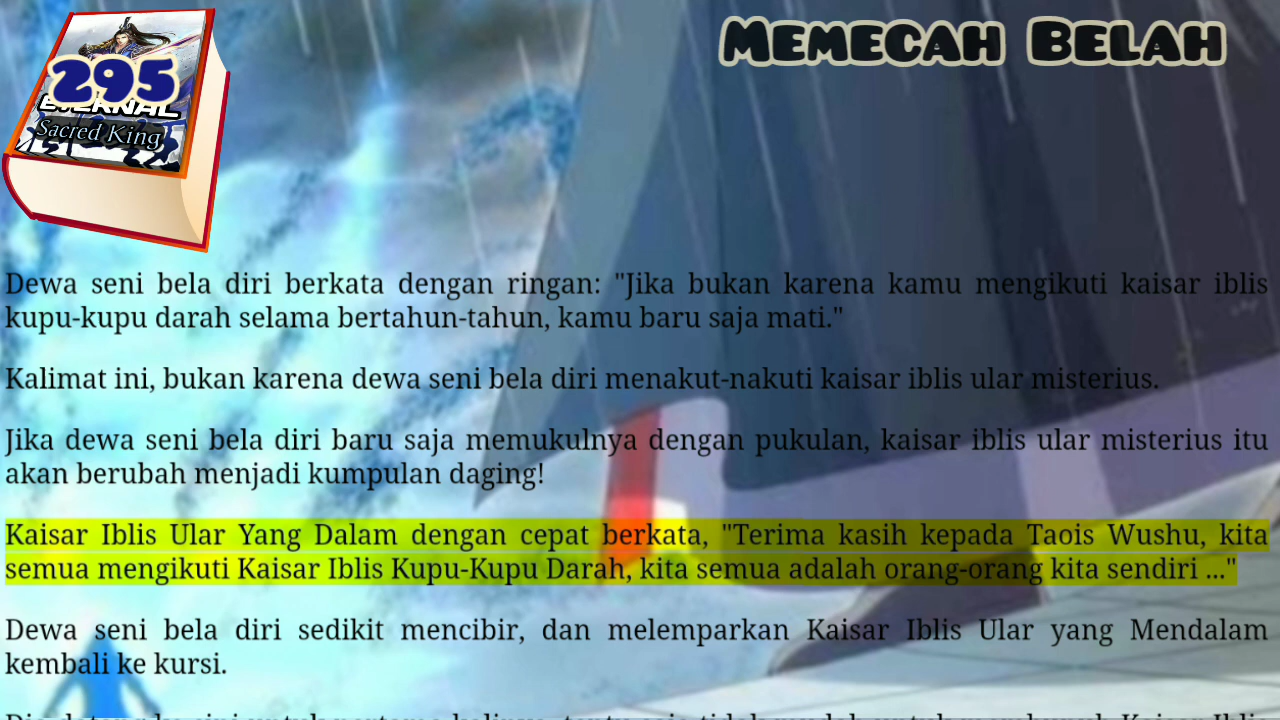 Memecah Belah
295
ETERNAL
Sacred King
Dewa seni bela diri berkata dengan ringan: "Jika bukan karena kamu mengikuti kaisar iblis
kupu-kupu darah selama bertahun-tahun, kamu baru saja mati."
Kalimat ini, bukan karena dewa seni bela diri menakut-nakuti kaisar iblis ular misterius.
Jika dewa seni bela diri baru saja memukulnya dengan pukulan, kaisar iblis ular misterius itu
akan berubah menjadi kumpulan daging!
Kaisar Iblis Ular Yang Dalam dengan cepat berkata, "Terima kasih kepada Taois Wushu, kita
semua mengikuti Kaisar Iblis Kupu-Kupu Darah, kita semua adalah orang-orang kita sendiri ..."
Dewa seni bela diri sedikit mencibir, dan melemparkan Kaisar Iblis Ular yang Mendalam
kembali ke kursi.